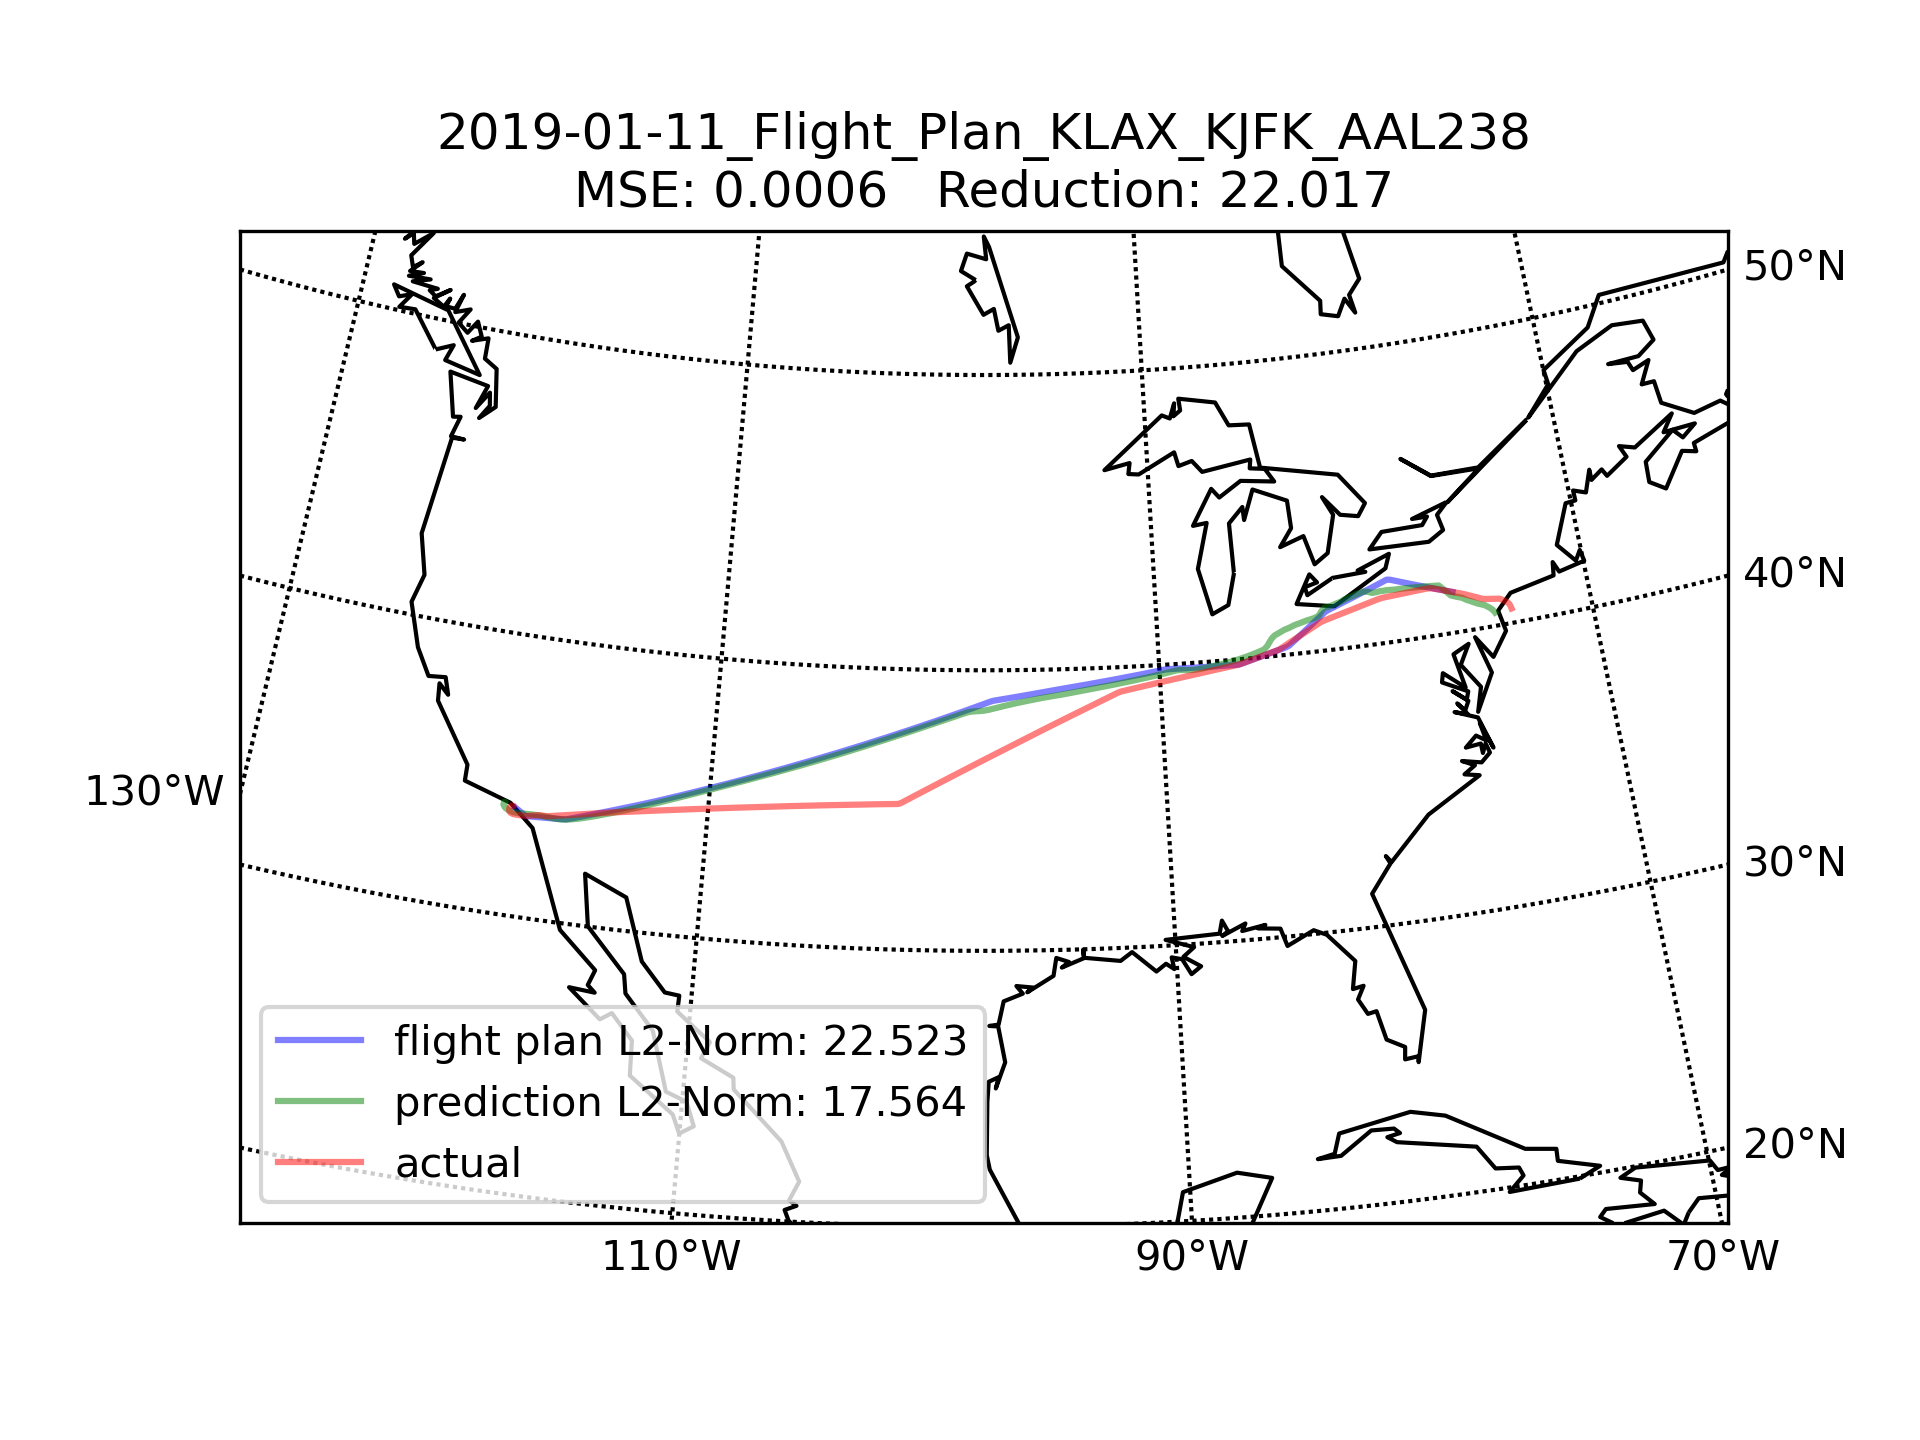 2019-01-11_Flight_Plan_KLAX_KJFK_AAL238
MSE: 0.0006   Reduction: 22.017
50°N
40°N
130°W
30°N
flight plan L2-Norm: 22.523
prediction L2-Norm: 17.564
actual
20°N
110°W
90°W
70°W